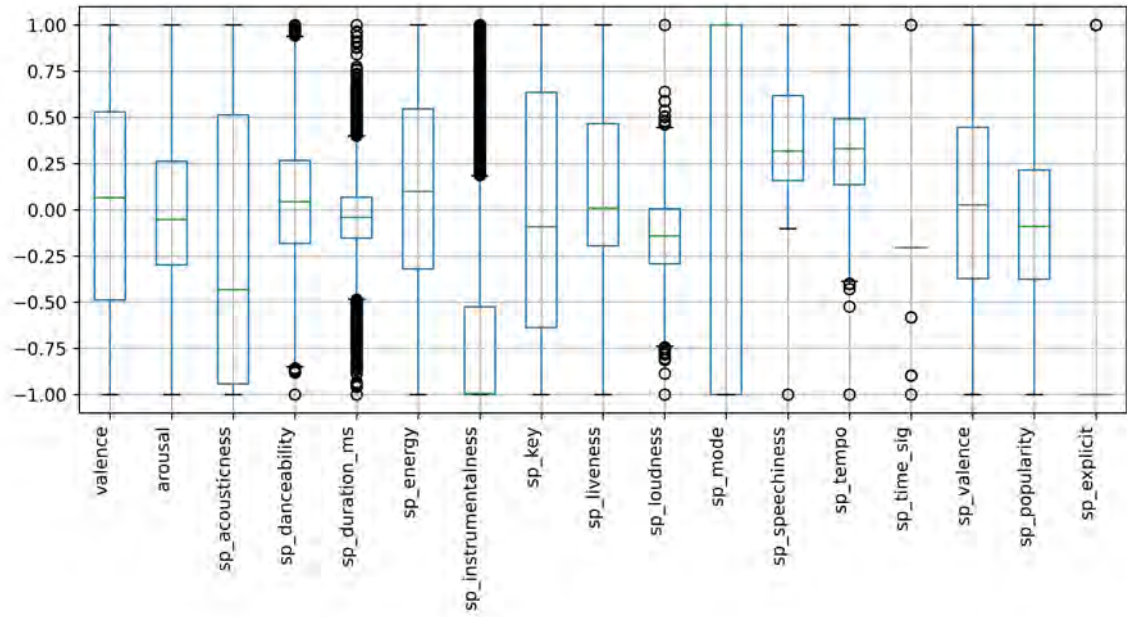 1.00
0.75
0.50
0.25
0.00
−0.25
−0.50
−0.75
−1.00
valence
arousal
sp_acousticness
sp_danceability
sp_duration_ms
sp_energy
sp_instrumentalness
sp_key
sp_liveness
sp_loudness
sp_mode
sp_speechiness
sp_tempo
sp_time_sig
sp_valence
sp_popularity
sp_explicit